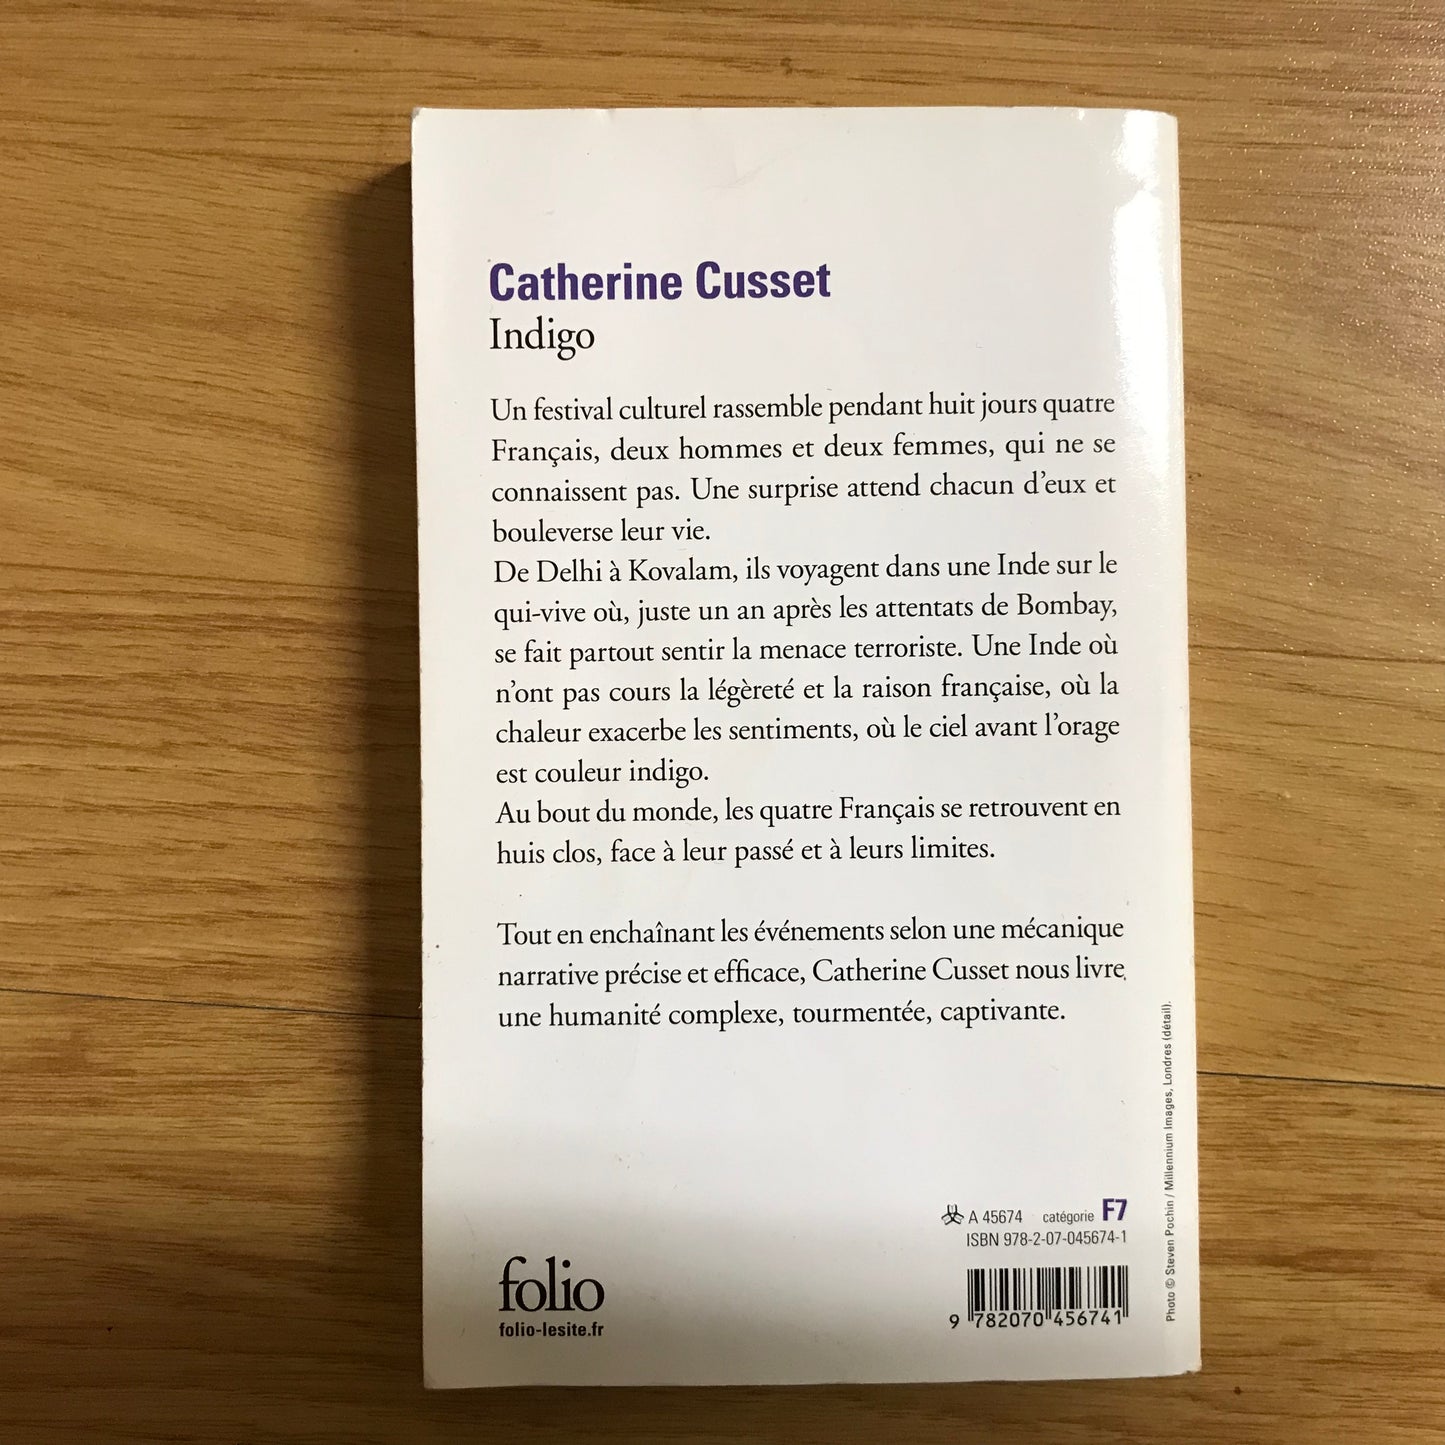 Catherine Cusset
Indigo
Un festival culturel rassemble pendant huit jours quatre
Français, deux hommes et deux femmes, qui ne se
connaissent pas. Une surprise attend chacun d'eux et
bouleverse leur vie.
De Delhi à Kovalam, ils voyagent dans une Inde sur le
qui-vive où, juste un an après les attentats de Bombay,
se fait partout sentir la menace terroriste. Une Inde où
n'ont pas cours la légèreté et la raison française, où la
chaleur exacerbe les sentiments, où le ciel avant l'orage
est couleur indigo.
Au bout du monde, les quatre Français se retrouvent en
huis clos, face à leur passé et à leurs limites.
Tout en enchaînant les événements selon une mécanique
narrative précise et efficace, Catherine Cusset nous livre
une humanité complexe, tourmentée, captivante.
A 45674 catégorie F7
ISBN 978-2-07-045674-1
folio
folio-lesite.fr
9 782070 456741
Photo © Steven Pochin / Millennium Images, Londres (détail).